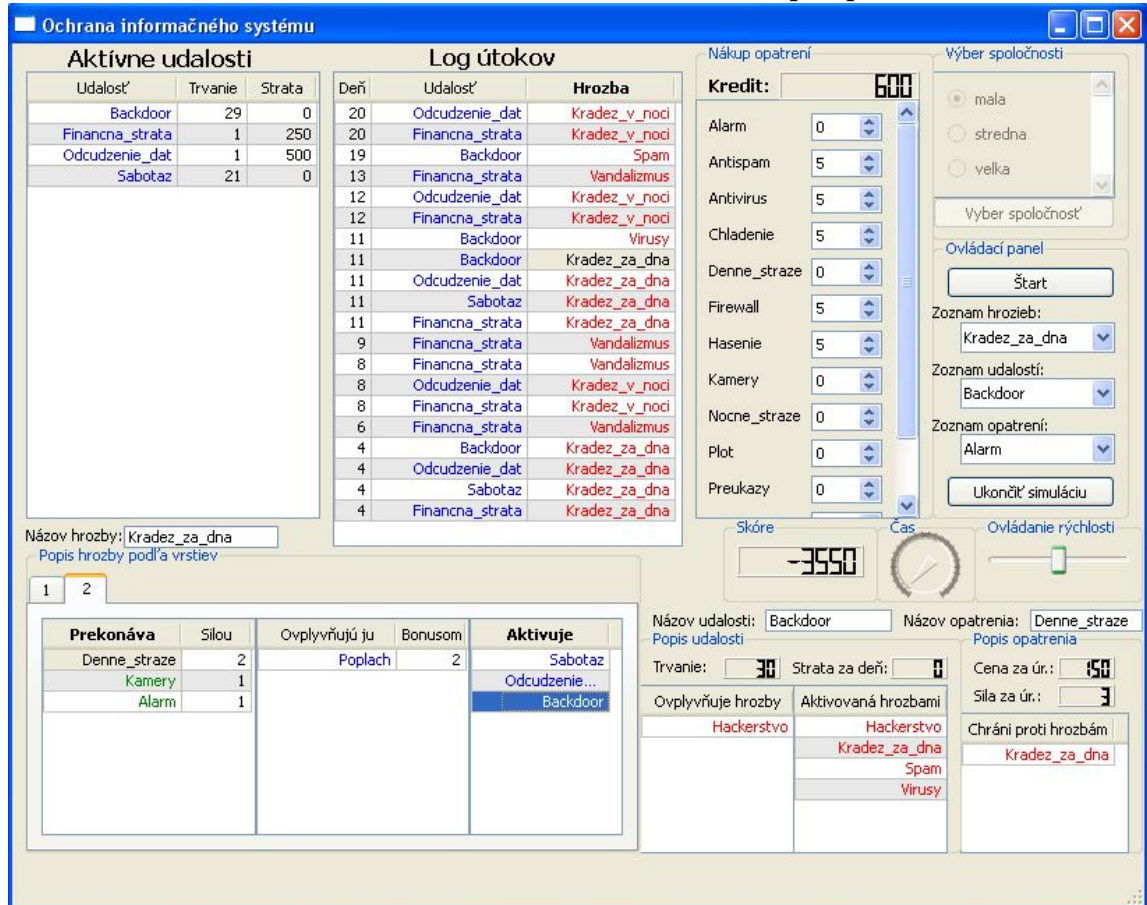 Ochrana informačného systému
Aktívne udalosti
Udalosť Trvanie Strata
Backdoor 29 0
Financna_strata 1 250
Odcudzenie_dat 1 500
Sabotaz 21 0
Log útokov
Deň Udalosť Hrozba
20 Odcudzenie_dat Kradez_v_noci
20 Financna_strata Kradez_v_noci
19 Backdoor Spam
13 Financna_strata Vandalizmus
12 Odcudzenie_dat Kradez_v_noci
12 Financna_strata Kradez_v_noci
11 Backdoor Virusy
11 Backdoor Kradez_za_dna
11 Odcudzenie_dat Kradez_za_dna
11 Sabotaz Kradez_za_dna
11 Financna_strata Kradez_za_dna
9 Financna_strata Vandalizmus
8 Financna_strata Vandalizmus
8 Odcudzenie_dat Kradez_v_noci
8 Financna_strata Kradez_v_noci
6 Financna_strata Vandalizmus
4 Backdoor Kradez_za_dna
4 Odcudzenie_dat Kradez_za_dna
4 Sabotaz Kradez_za_dna
4 Financna_strata Kradez_za_dna
Nákup opatrení
Kredit: 600
Alarm 0
Antispam 5
Antivirus 5
Chladenie 5
Denne_straze 0
Firewall 5
Hasenie 5
Kamery 0
Nocne_straze 0
Plot 0
Preukazy 0
Výber spoločnosti
mala
stredna
velka
Vyber spoločnosť
Ovládací panel
Štart
Zoznam hrozieb:
Kradez_za_dna
Zoznam udalostí:
Backdoor
Zoznam opatrení:
Alarm
Ukončiť simuláciu
Skóre
-3550
Čas
Ovládanie rýchlosti
Názov hrozby: Kradez_za_dna
Popis hrozby podľa vrstiev
1 2
Prekonáva Silou
Denne_straze 2
Kamery 1
Alarm 1
Ovplyvňujú ju Bonusom
Poplach 2
Aktivuje
Sabotaz
Odcudzenie...
Backdoor
Názov udalosti: Backdoor
Popis udalosti
Trvanie: 30 Strata za deň: 0
Ovplyvňuje hrozby
Hackerstvo
Aktivovaná hrozbami
Hackerstvo
Kradez_za_dna
Spam
Virusy
Názov opatrenia: Denne_straze
Popis opatrenia
Cena za úr.: 150
Sila za úr.: 3
Chráni proti hrozbám
Kradez_za_dna